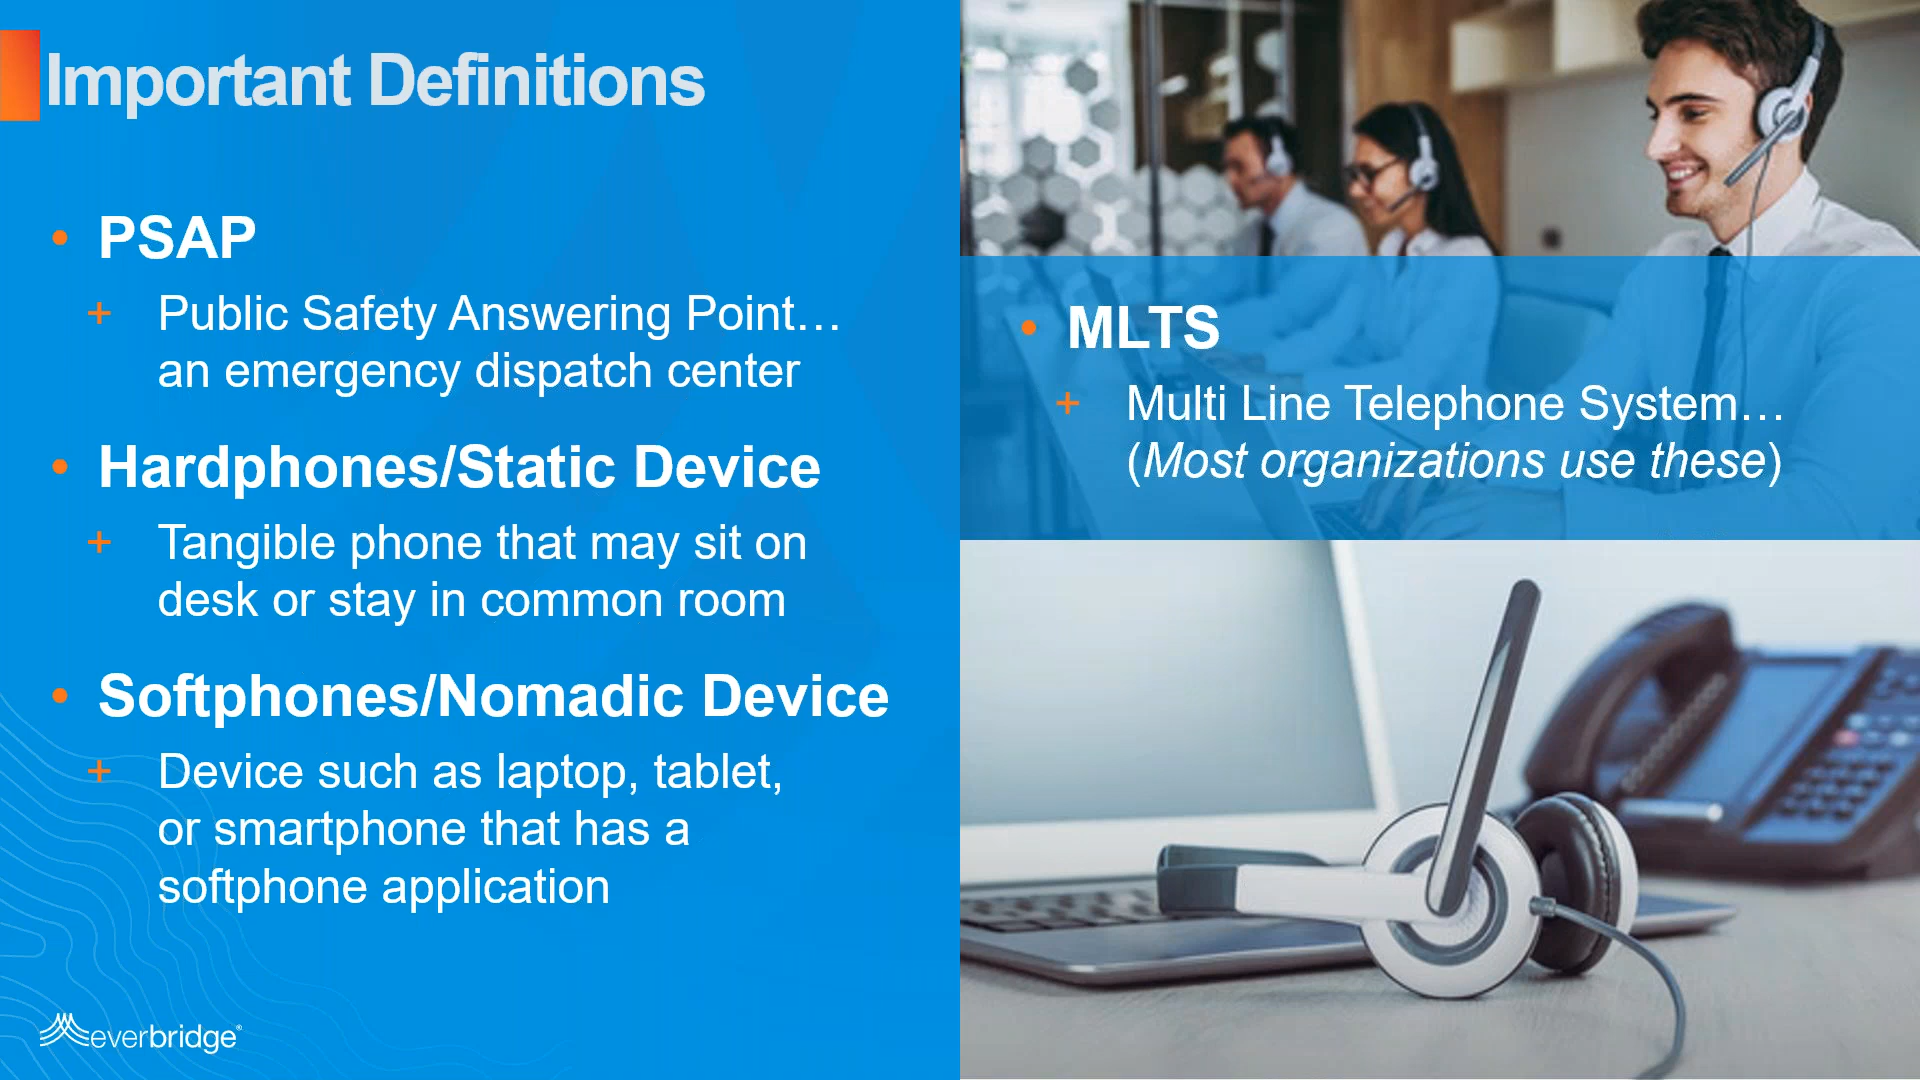 Important Definitions
• PSAP
+ Public Safety Answering Point…
an emergency dispatch center
• Hardphones/Static Device
+ Tangible phone that may sit on
desk or stay in common room
• Softphones/Nomadic Device
+ Device such as laptop, tablet,
or smartphone that has a
softphone application
• MLTS
+ Multi Line Telephone System…
(Most organizations use these)
everbridge®